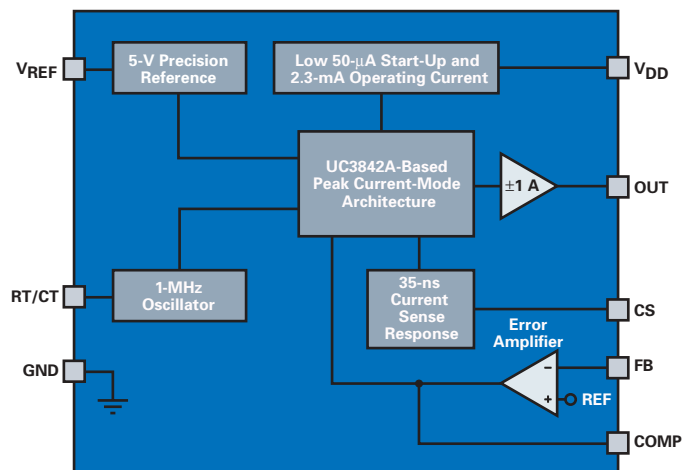 5-V Precision
Reference
Low 50-μA Start-Up and
2.3-mA Operating Current
VREF
VDD
UC3842A-Based
Peak Current-Mode
Architecture
±1 A
OUT
RT/CT
1-MHz
Oscillator
35-ns
Current
Sense
Response
CS
Error
Amplifier
GND
–
FB
+
REF
COMP